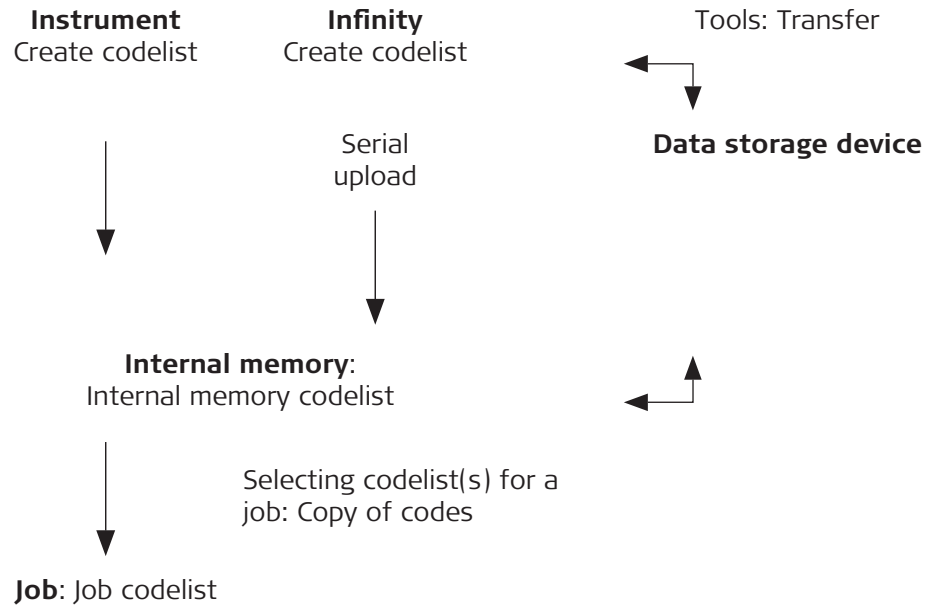 Instrument
Create codelist
Infinity
Create codelist
Tools: Transfer
Serial
upload
Data storage device
Internal memory:
Internal memory codelist
Selecting codelist(s) for a
job: Copy of codes
Job: Job codelist